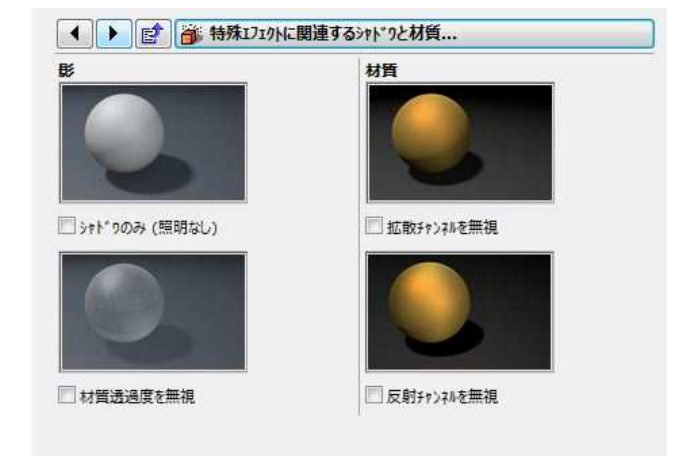 特殊ｴﾌｪｸﾄに関連するｼｬﾄﾞｳと材質...
影
材質
ｼｬﾄﾞｳのみ (照明なし)
拡散ﾁｬﾝﾈﾙを無視
材質透過度を無視
反射ﾁｬﾝﾈﾙを無視